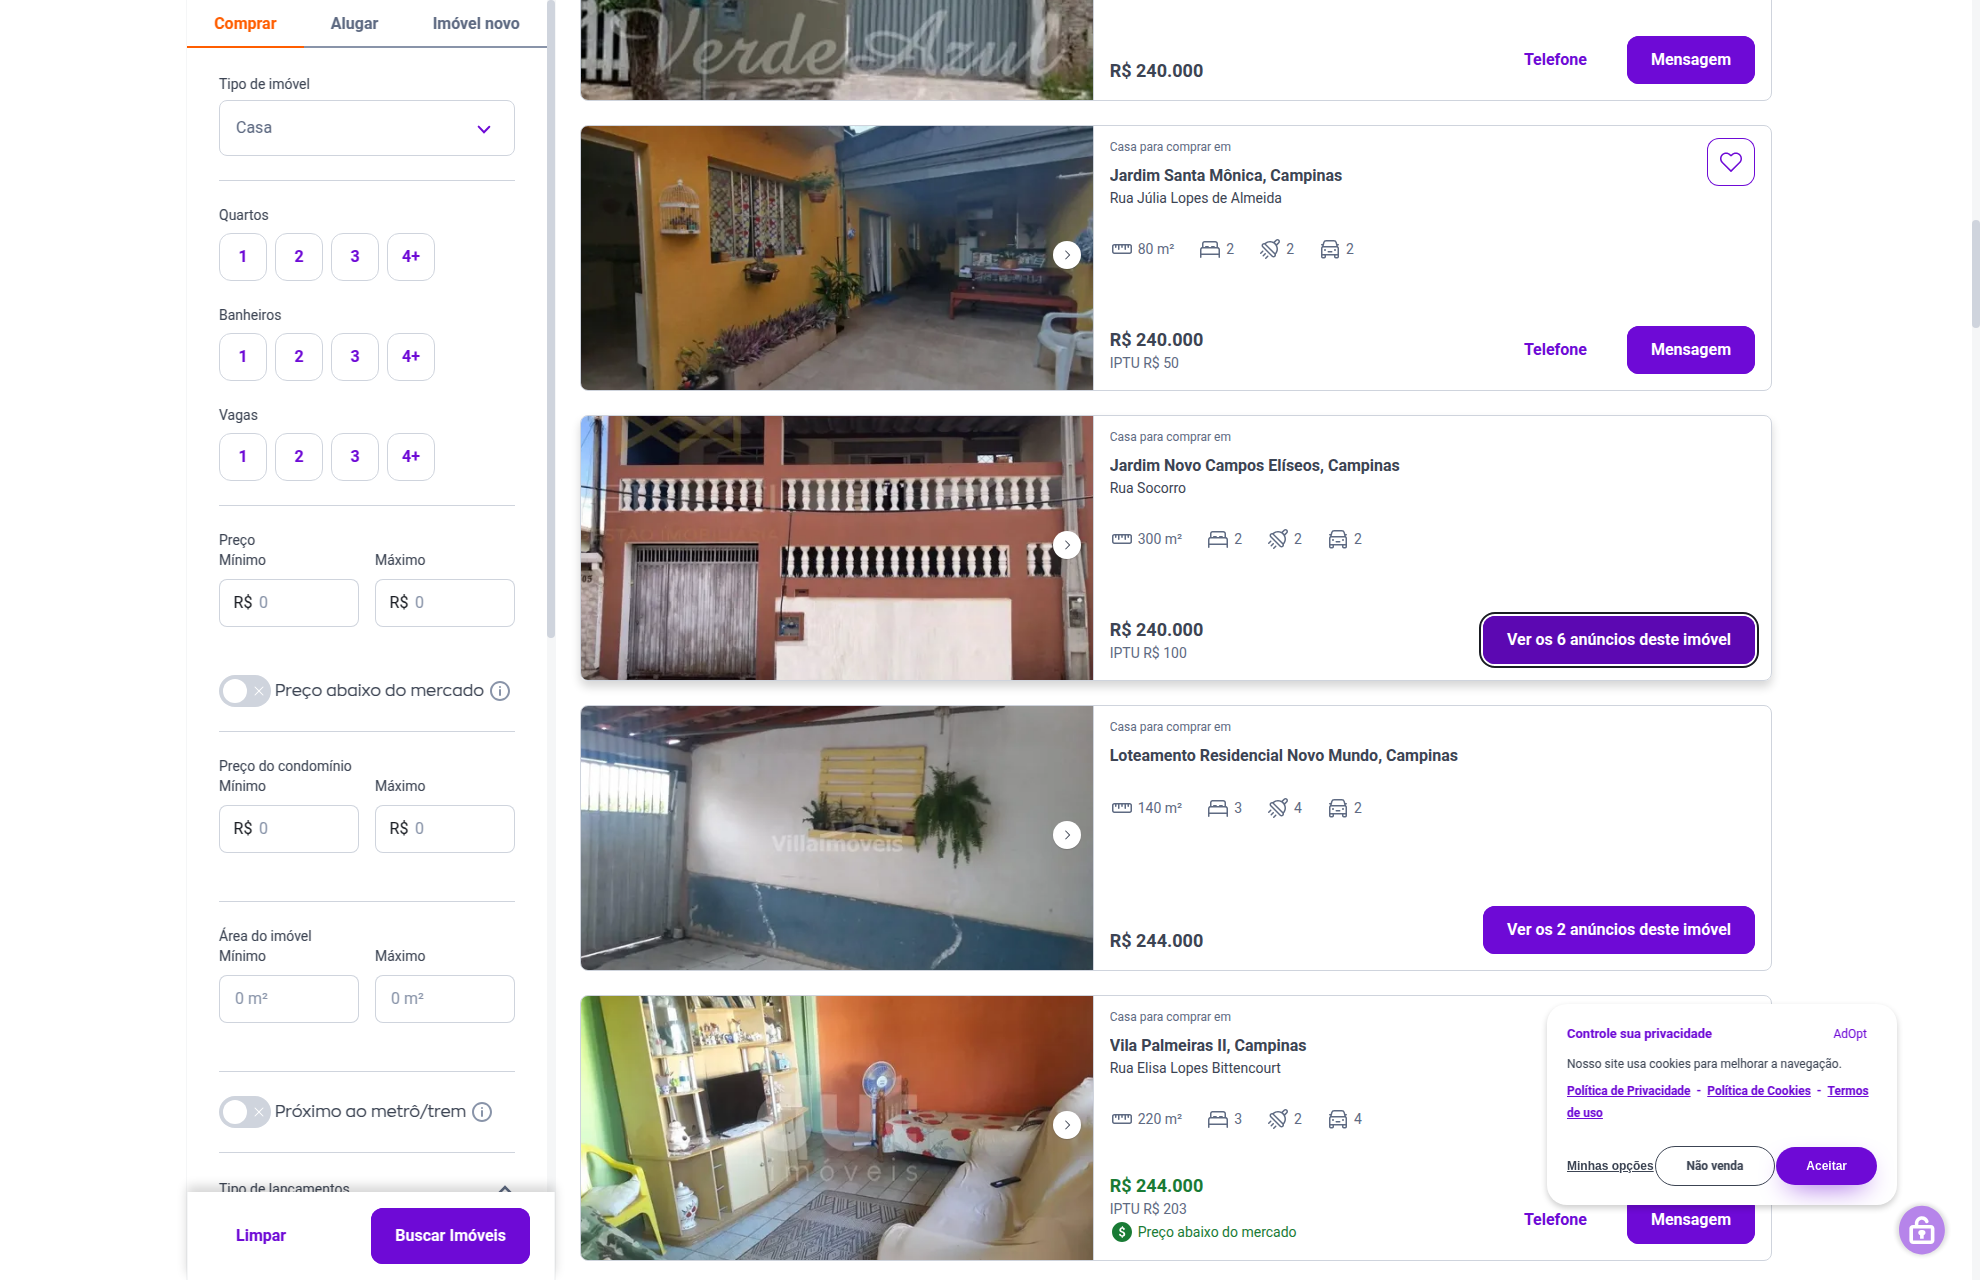 Comprar
Alugar
Imóvel novo
Tipo de imóvel
Casa
Quartos
1
2
3
4+
Banheiros
1
2
3
4+
Vagas
1
2
3
4+
Preço
Mínimo
Máximo
R$ 0
R$ 0
Preço abaixo do mercado
Preço do condomínio
Mínimo
Máximo
R$ 0
R$ 0
Área do imóvel
Mínimo
Máximo
0 m²
0 m²
Próximo ao metrô/trem
Tipo de lançamentos
Limpar
Buscar Imóveis
Verde Azul
R$ 240.000
Telefone
Mensagem
Casa para comprar em
Jardim Santa Mônica, Campinas
Rua Júlia Lopes de Almeida
80 m²
2
2
2
R$ 240.000
IPTU R$ 50
Telefone
Mensagem
Casa para comprar em
Jardim Novo Campos Elíseos, Campinas
Rua Socorro
300 m²
2
2
2
R$ 240.000
IPTU R$ 100
Ver os 6 anúncios deste imóvel
Villaimóveis
Casa para comprar em
Loteamento Residencial Novo Mundo, Campinas
140 m²
3
4
2
R$ 244.000
Ver os 2 anúncios deste imóvel
imóveis
Casa para comprar em
Vila Palmeiras II, Campinas
Rua Elisa Lopes Bittencourt
220 m²
3
2
4
R$ 244.000
IPTU R$ 203
Preço abaixo do mercado
Telefone
Mensagem
Controle sua privacidade
AdOpt
Nosso site usa cookies para melhorar a navegação.
Política de Privacidade - Política de Cookies - Termos
de uso
Minhas opções
Não venda
Aceitar